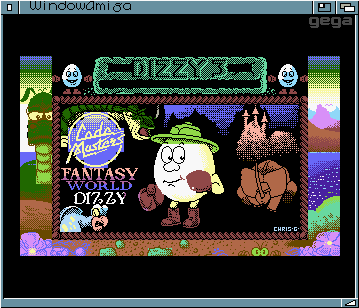 WindowAmiga
gega
DIZZY 3
Code
Masters
FANTASY
WORLD
DIZZY
CHRIS-G